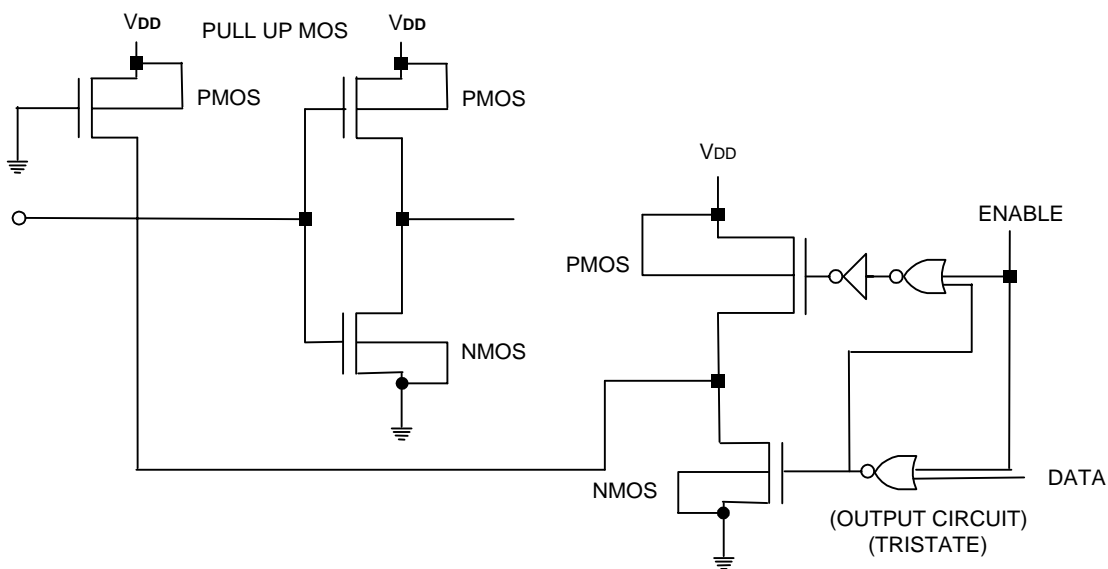 VDD
PULL UP MOS
VDD
PMOS
PMOS
VDD
ENABLE
PMOS
NMOS
NMOS
DATA
(OUTPUT CIRCUIT)
(TRISTATE)